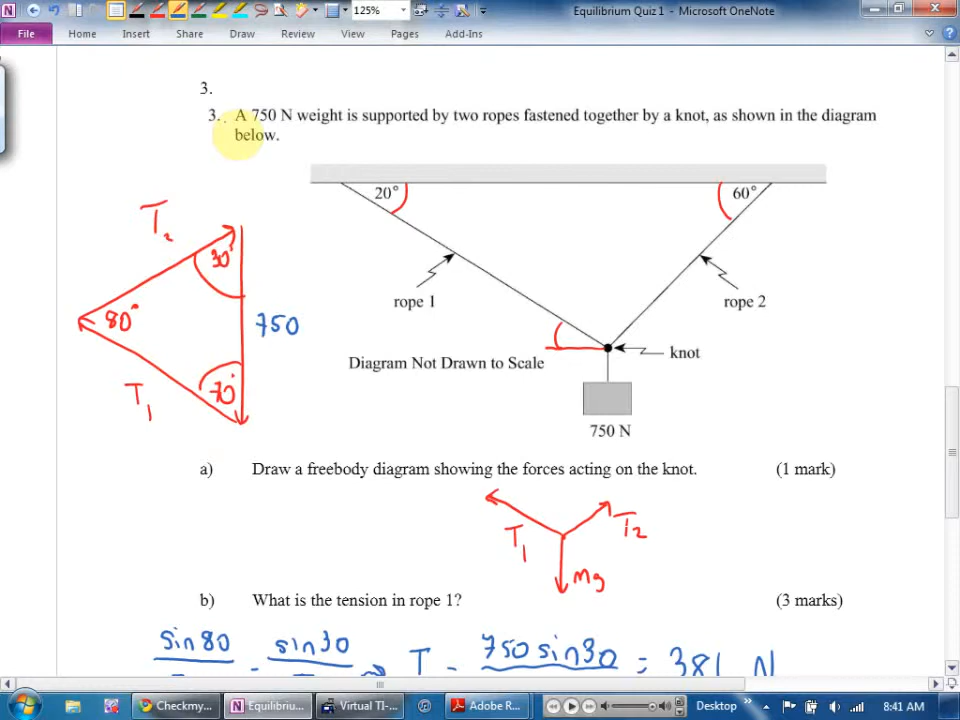 125%
Equilibrium Quiz 1 - Microsoft OneNote
File Home Insert Share Draw Review View Add-Ins
3.
3. A 750 N weight is supported by two ropes fastened together by a knot, as shown in the diagram
below.
20° 60°
T₂
30°
80°
750
rope 1 rope 2
70°
T₁
Diagram Not Drawn to Scale
knot
750 N
a) Draw a freebody diagram showing the forces acting on the knot. (1 mark)
T₁ T₂
mg
b) What is the tension in rope 1? (3 marks)
sin80 = sin30 → T = 750 sin30 = 381 N
Checkmy... Equilibriu... Virtual TI-... Adobe R... Desktop 8:41 AM